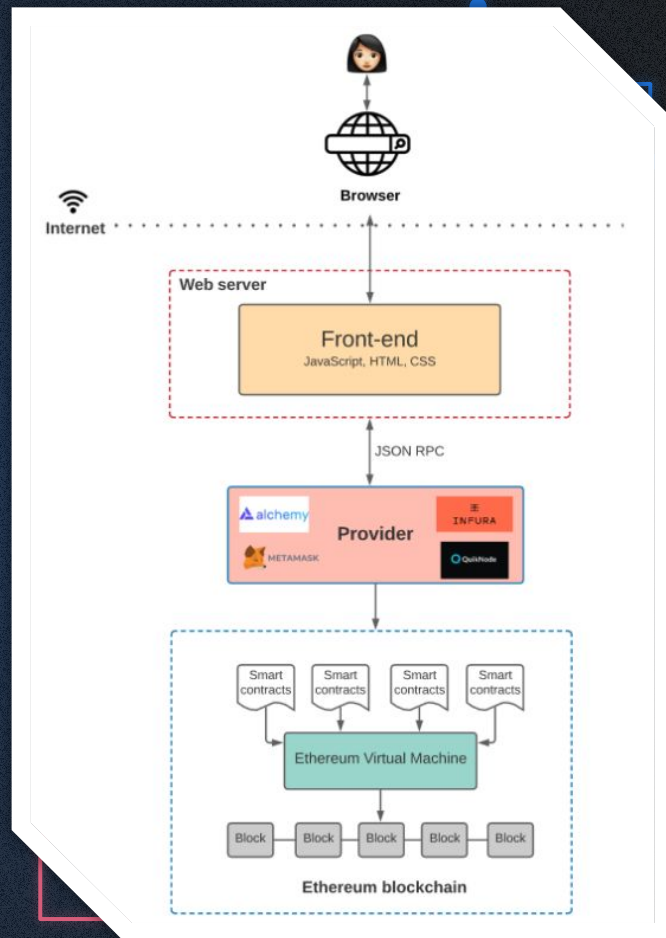 Browser
Internet
Web server
Front-end
JavaScript, HTML, CSS
JSON RPC
alchemy
Provider
INFURA
METAMASK
QuikNode
Smart
contracts
Smart
contracts
Smart
contracts
Smart
contracts
Ethereum Virtual Machine
Block
Block
Block
Block
Block
Ethereum blockchain